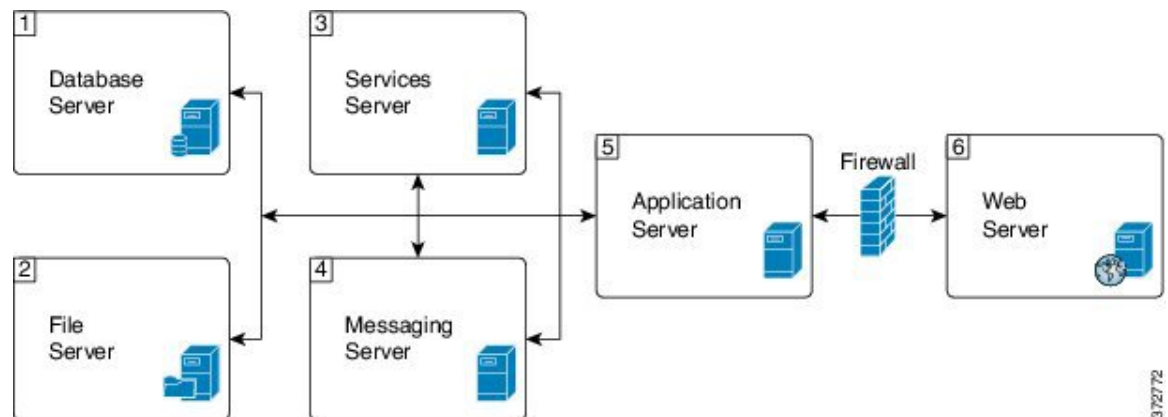 1
Database
Server
3
Services
Server
5
Application
Server
Firewall
6
Web
Server
2
File
Server
4
Messaging
Server
372772